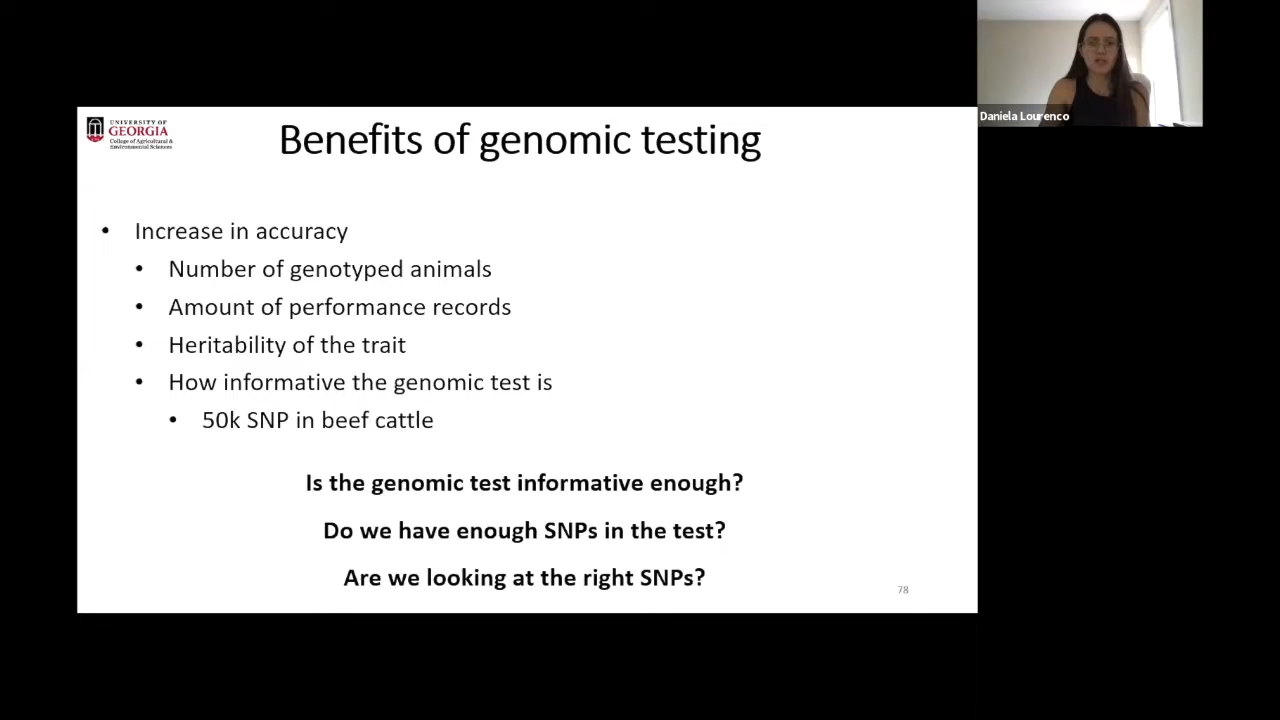 Daniela Lourenco
UNIVERSITY OF
GEORGIA
College of Agricultural &
Environmental Sciences
Benefits of genomic testing
• Increase in accuracy
• Number of genotyped animals
• Amount of performance records
• Heritability of the trait
• How informative the genomic test is
• 50k SNP in beef cattle
Is the genomic test informative enough?
Do we have enough SNPs in the test?
Are we looking at the right SNPs?
78